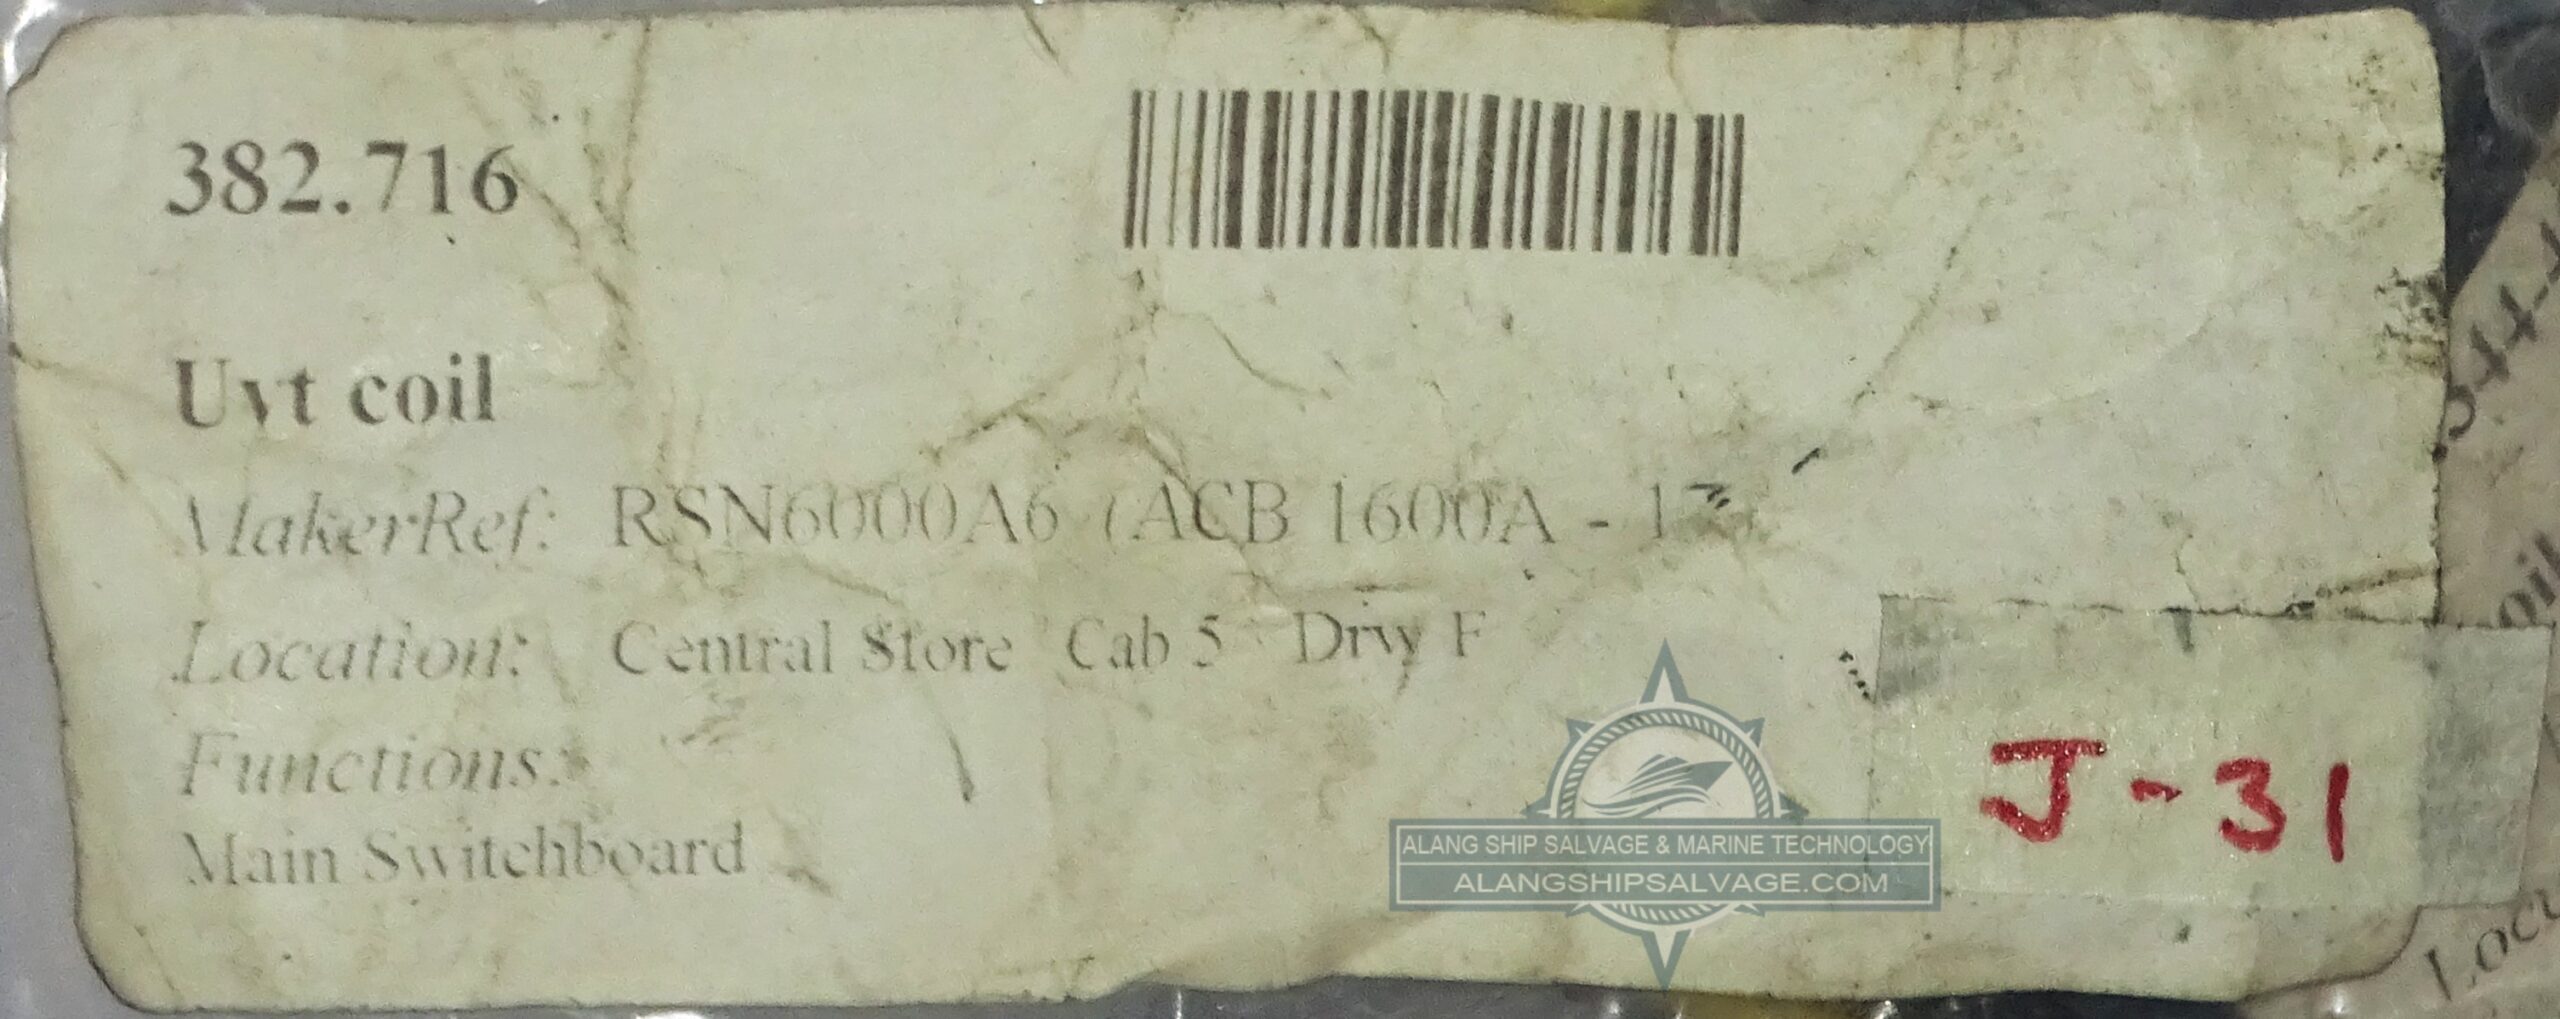 382.716
Uvt coil
MakerRef: RSN6000A6 (ACB 1600A -
Location: Central Store Cab 5 Drw F
Functions:
Main Switchboard
J-31
ALANG SHIP SALVAGE & MARINE TECHNOLOGY
ALANGSHIPSALVAGE.COM